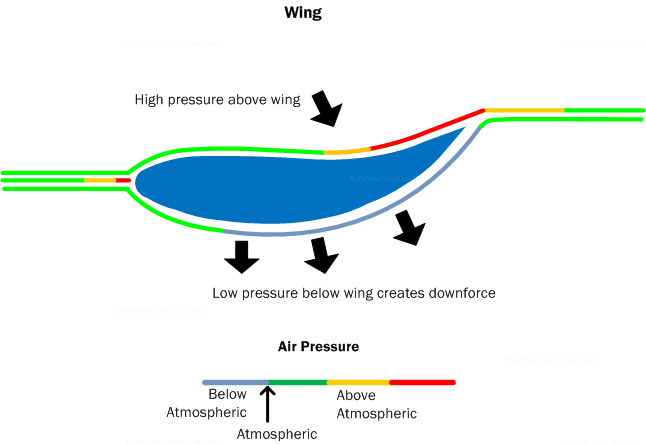 Wing
High pressure above wing
Low pressure below wing creates downforce
Air Pressure
Below
Atmospheric
Above
Atmospheric
Atmospheric